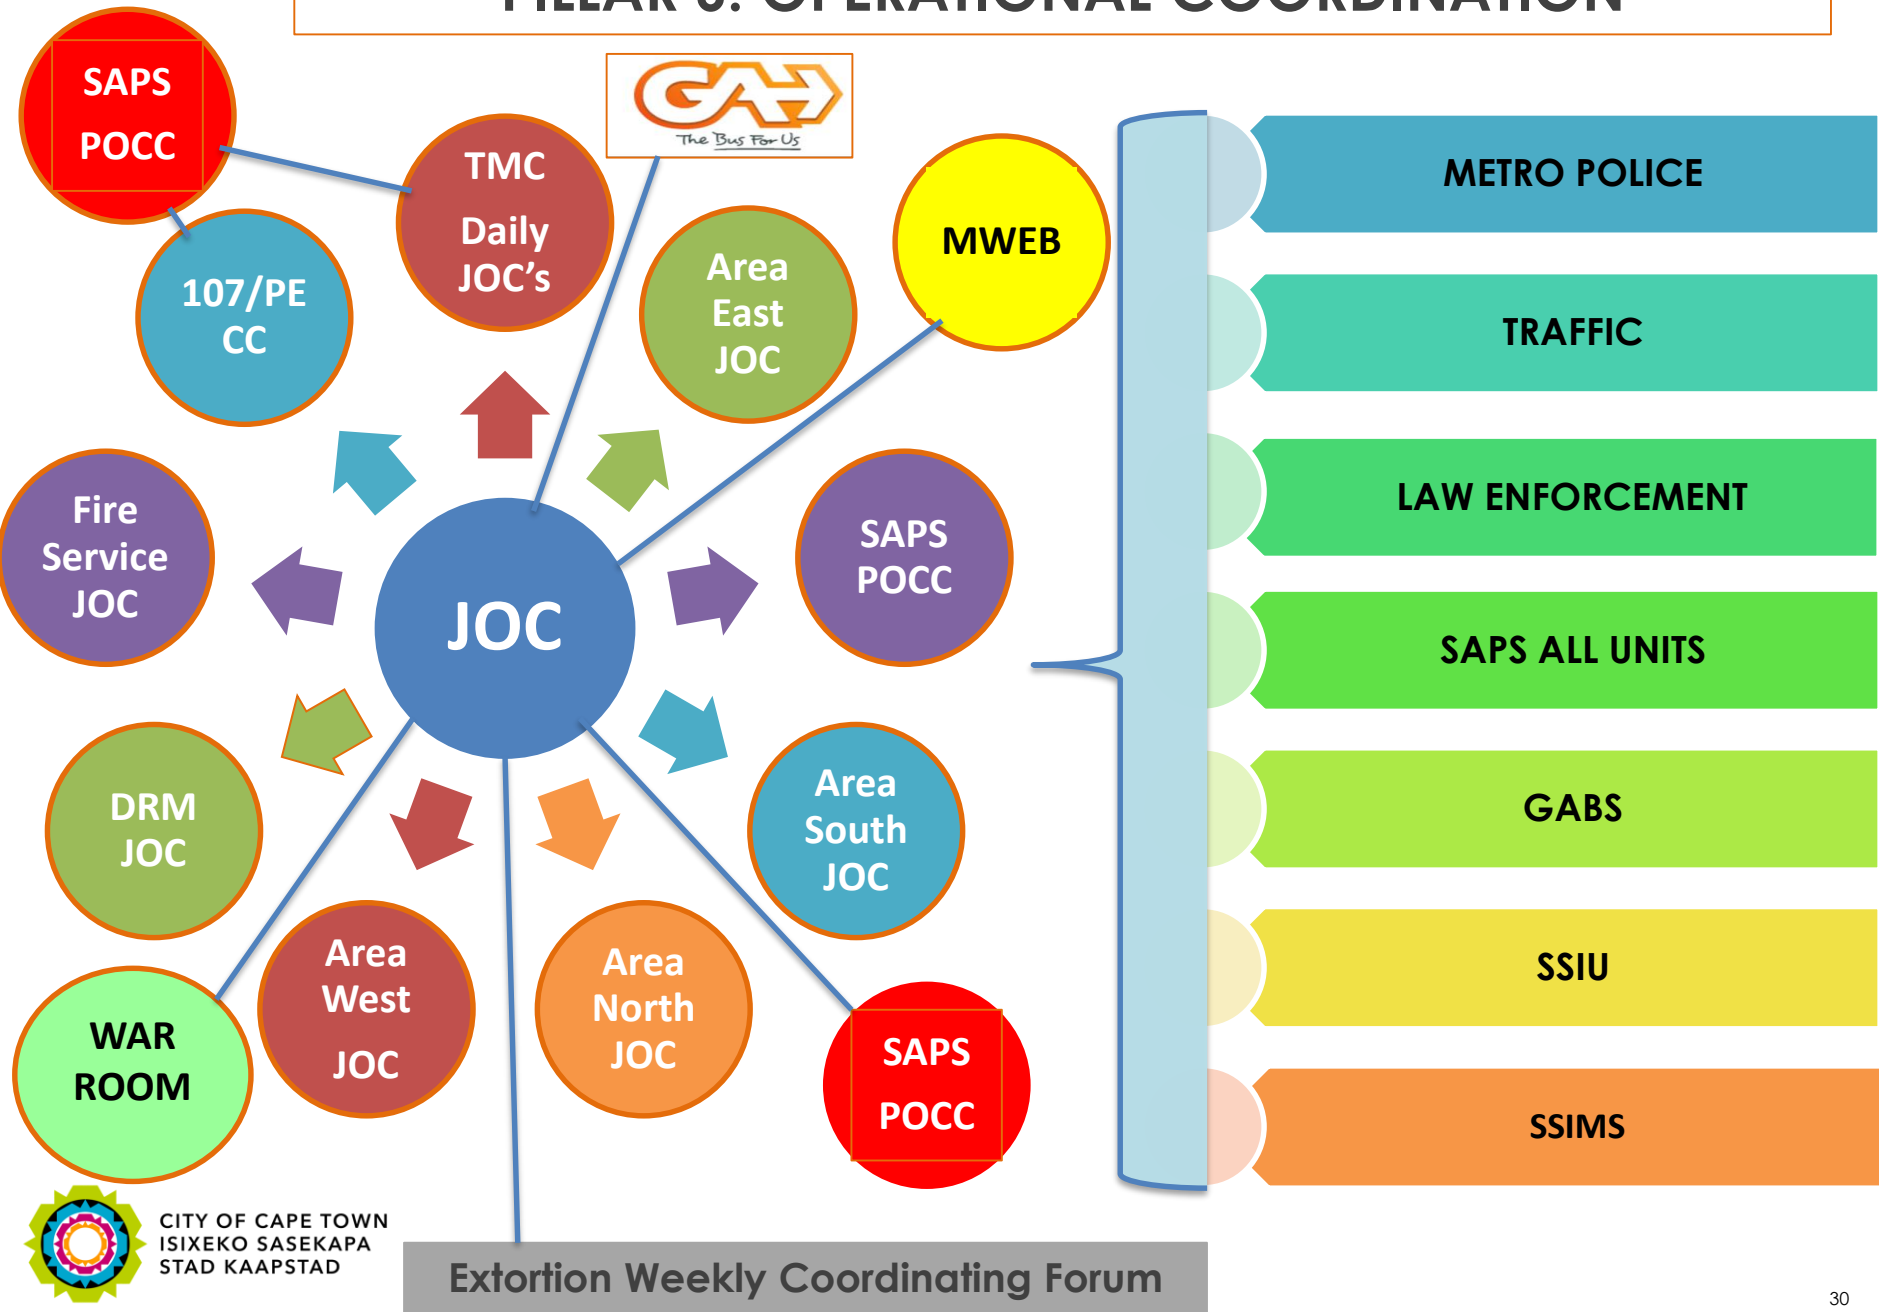 OPERATIONAL COORDINATION
SAPS
POCC
The Bus For Us
TMC
Daily
JOC's
107/PE
CC
Area
East
JOC
MWEB
Fire
Service
JOC
JOC
SAPS
POCC
DRM
JOC
Area
South
JOC
WAR
ROOM
Area
West
JOC
Area
North
JOC
SAPS
POCC
METRO POLICE
TRAFFIC
LAW ENFORCEMENT
SAPS ALL UNITS
GABS
SSIU
SSIMS
CITY OF CAPE TOWN
ISIXEKO SASEKAPA
STAD KAAPSTAD
Extortion Weekly Coordinating Forum
30